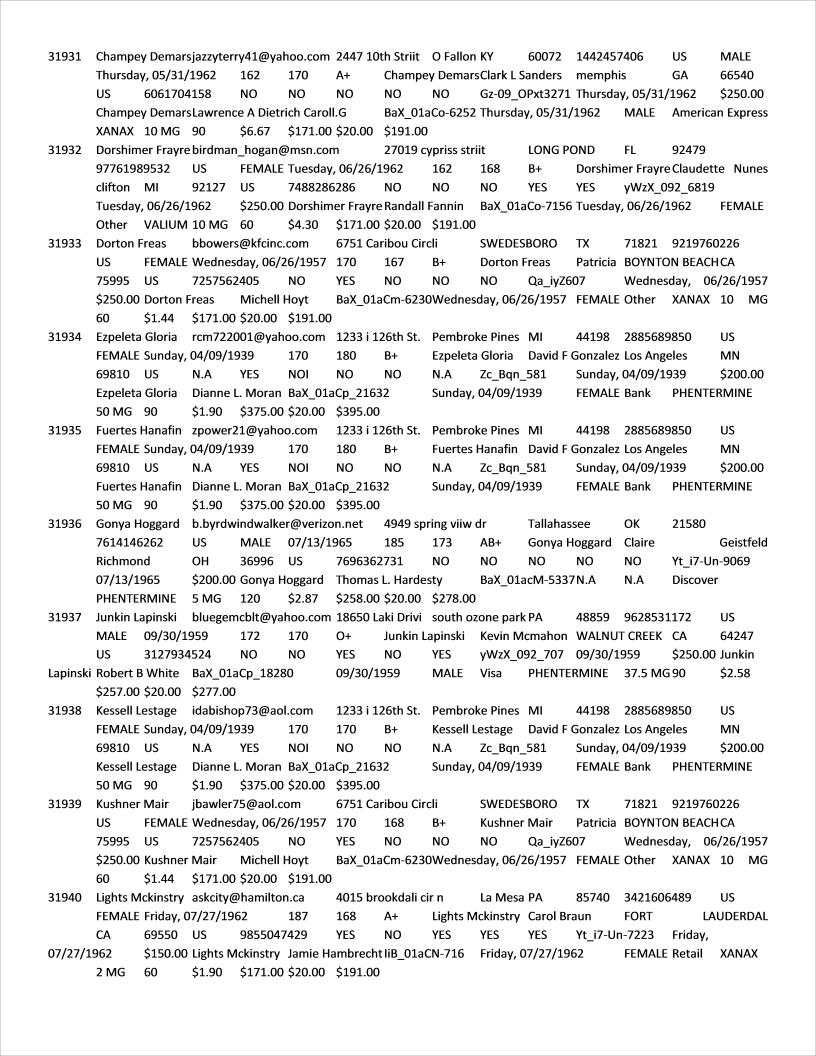 31931 Champey Demars jazzyterry41@yahoo.com 2447 10th Striit O Fallon KY 60072 1442457406 US MALE
Thursday, 05/31/1962 162 170 A+ Champey Demars Clark L Sanders memphis GA 66540
US 6061704158 NO NO NO NO NO Gz-09_OPxt3271 Thursday, 05/31/1962 $250.00
Champey Demars Lawrence A Dietrich Caroll.G BaX_01aCo-6252 Thursday, 05/31/1962 MALE American Express
XANAX 10 MG 90 $6.67 $171.00 $20.00 $191.00
31932 Dorshimer Frayre birdman_hogan@msn.com 27019 cypriss striit LONG POND FL 92479
97761989532 US FEMALE Tuesday, 06/26/1962 162 168 B+ Dorshimer Frayre Claudette Nunes
clifton MI 92127 US 7488286286 NO NO NO YES YES yWzX_092_6819
Tuesday, 06/26/1962 $250.00 Dorshimer Frayre Randall Fannin BaX_01aCo-7156 Tuesday, 06/26/1962 FEMALE
Other VALIUM 10 MG 60 $4.30 $171.00 $20.00 $191.00
31933 Dorton Freas bbowers@kfcinc.com 6751 Caribou Circli SWEDESBORO TX 71821 9219760226
US FEMALE Wednesday, 06/26/1957 170 167 B+ Dorton Freas Patricia BOYNTON BEACH CA
75995 US 7257562405 NO YES NO NO NO Qa_iyZ607 Wednesday, 06/26/1957
$250.00 Dorton Freas Michell Hoyt BaX_01aCm-6230 Wednesday, 06/26/1957 FEMALE Other XANAX 10 MG
60 $1.44 $171.00 $20.00 $191.00
31934 Ezpeleta Gloria rcm722001@yahoo.com 1233 i 126th St. Pembroke Pines MI 44198 2885689850 US
FEMALE Sunday, 04/09/1939 170 180 B+ Ezpeleta Gloria David F Gonzalez Los Angeles MN
69810 US N.A YES NOI NO NO N.A Zc_Bqn_581 Sunday, 04/09/1939 $200.00
Ezpeleta Gloria Dianne L. Moran BaX_01aCp_21632 Sunday, 04/09/1939 FEMALE Bank PHENTERMINE
50 MG 90 $1.90 $375.00 $20.00 $395.00
31935 Fuertes Hanafin zpower21@yahoo.com 1233 i 126th St. Pembroke Pines MI 44198 2885689850 US
FEMALE Sunday, 04/09/1939 170 180 B+ Fuertes Hanafin David F Gonzalez Los Angeles MN
69810 US N.A YES NOI NO NO N.A Zc_Bqn_581 Sunday, 04/09/1939 $200.00
Fuertes Hanafin Dianne L. Moran BaX_01aCp_21632 Sunday, 04/09/1939 FEMALE Bank PHENTERMINE
50 MG 90 $1.90 $375.00 $20.00 $395.00
31936 Gonya Hoggard b.byrdwindwalker@verizon.net 4949 spring viiw dr Tallahassee OK 21580
7614146262 US MALE 07/13/1965 185 173 AB+ Gonya Hoggard Claire Geistfeld
Richmond OH 36996 US 7696362731 NO NO NO NO NO Yt_i7-Un-9069
07/13/1965 $200.00 Gonya Hoggard Thomas L. Hardesty BaX_01acM-5337 N.A N.A Discover
PHENTERMINE 5 MG 120 $2.87 $258.00 $20.00 $278.00
31937 Junkin Lapinski bluegemcblt@yahoo.com 18650 Laki Drivi south ozone park PA 48859 9628531172 US
MALE 09/30/1959 172 170 O+ Junkin Lapinski Kevin Mcmahon WALNUT CREEK CA 64247
US 3127934524 NO NO YES NO YES yWzX_092_707 09/30/1959 $250.00 Junkin
Lapinski Robert B White BaX_01aCp_18280 09/30/1959 MALE Visa PHENTERMINE 37.5 MG 90 $2.58
$257.00 $20.00 $277.00
31938 Kessell Lestage idabishop73@aol.com 1233 i 126th St. Pembroke Pines MI 44198 2885689850 US
FEMALE Sunday, 04/09/1939 170 170 B+ Kessell Lestage David F Gonzalez Los Angeles MN
69810 US N.A YES NOI NO NO N.A Zc_Bqn_581 Sunday, 04/09/1939 $200.00
Kessell Lestage Dianne L. Moran BaX_01aCp_21632 Sunday, 04/09/1939 FEMALE Bank PHENTERMINE
50 MG 90 $1.90 $375.00 $20.00 $395.00
31939 Kushner Mair jbawler75@aol.com 6751 Caribou Circli SWEDESBORO TX 71821 9219760226
US FEMALE Wednesday, 06/26/1957 170 168 B+ Kushner Mair Patricia BOYNTON BEACH CA
75995 US 7257562405 NO YES NO NO NO Qa_iyZ607 Wednesday, 06/26/1957
$250.00 Kushner Mair Michell Hoyt BaX_01aCm-6230 Wednesday, 06/26/1957 FEMALE Other XANAX 10 MG
60 $1.44 $171.00 $20.00 $191.00
31940 Lights Mckinstry askcity@hamilton.ca 4015 brookdali cir n La Mesa PA 85740 3421606489 US
FEMALE Friday, 07/27/1962 187 168 A+ Lights Mckinstry Carol Braun FORT LAUDERDAL
CA 69550 US 9855047429 YES NO YES YES YES Yt_i7-Un-7223 Friday,
07/27/1962 $150.00 Lights Mckinstry Jamie Hambrecht IiB_01aCN-716 Friday, 07/27/1962 FEMALE Retail XANAX
2 MG 60 $1.90 $171.00 $20.00 $191.00